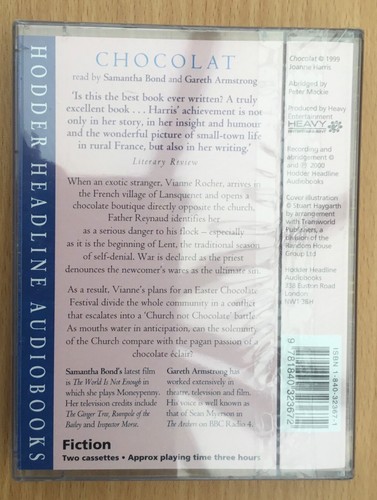 HODDER HEADLINE AUDIOBOOKS
CHOCOLAT
read by Samantha Bond and Gareth Armstrong
'Is this the best book ever written? A truly
excellent book . . . Harris' achievement is not
only in her story, in her insight and humour
and the wonderful picture of small-town life
in rural France, but also in her writing.'
Literary Review
When an exotic stranger, Vianne Rocher, arrives in
the French village of Lansquenet and opens a
chocolate boutique directly opposite the church,
Father Reynaud identifies her
as a serious danger to his flock – especially
as it is the beginning of Lent, the traditional season
of self-denial. War is declared as the priest
denounces the newcomer's wares as the ultimate sin.
As a result, Vianne's plans for an Easter Chocolate
Festival divide the whole community in a conflict
that escalates into a 'Church not Chocolate' battle.
As mouths water in anticipation can the solemnity
of the Church compare with the pagan passion of a
chocolate éclair?
Samantha Bond's latest film
in The World Is Not Enough in
which she plays Moneypenny.
Her television credits include
The Ginger Tree, Rumpole of the
Bailey and Inspector Morse.
Gareth Armstrong has
worked extensively in
theatre, television and film.
His voice is well known as
that of Sean Myerson in
The Archers on BBC Radio 4.
Fiction
Two cassettes • Approx playing time three hours
Chocolat © 1999
Joanne Harris
Abridged by
Peter Mackie
Produced by Heavy
Entertainment
HEAVY
Recording and
abridgement ©
and ℗ 2000
Hodder Headline
Audiobooks
Cover illustration
© Stuart Haygarth
by arrangement
with Transworld
Publishers, a
division of the
Random House
Group Ltd
Hodder Headline
Audiobooks
338 Euston Road
London
NW1 3BH
ISBN 1-840-32367-1
9 781840 323672